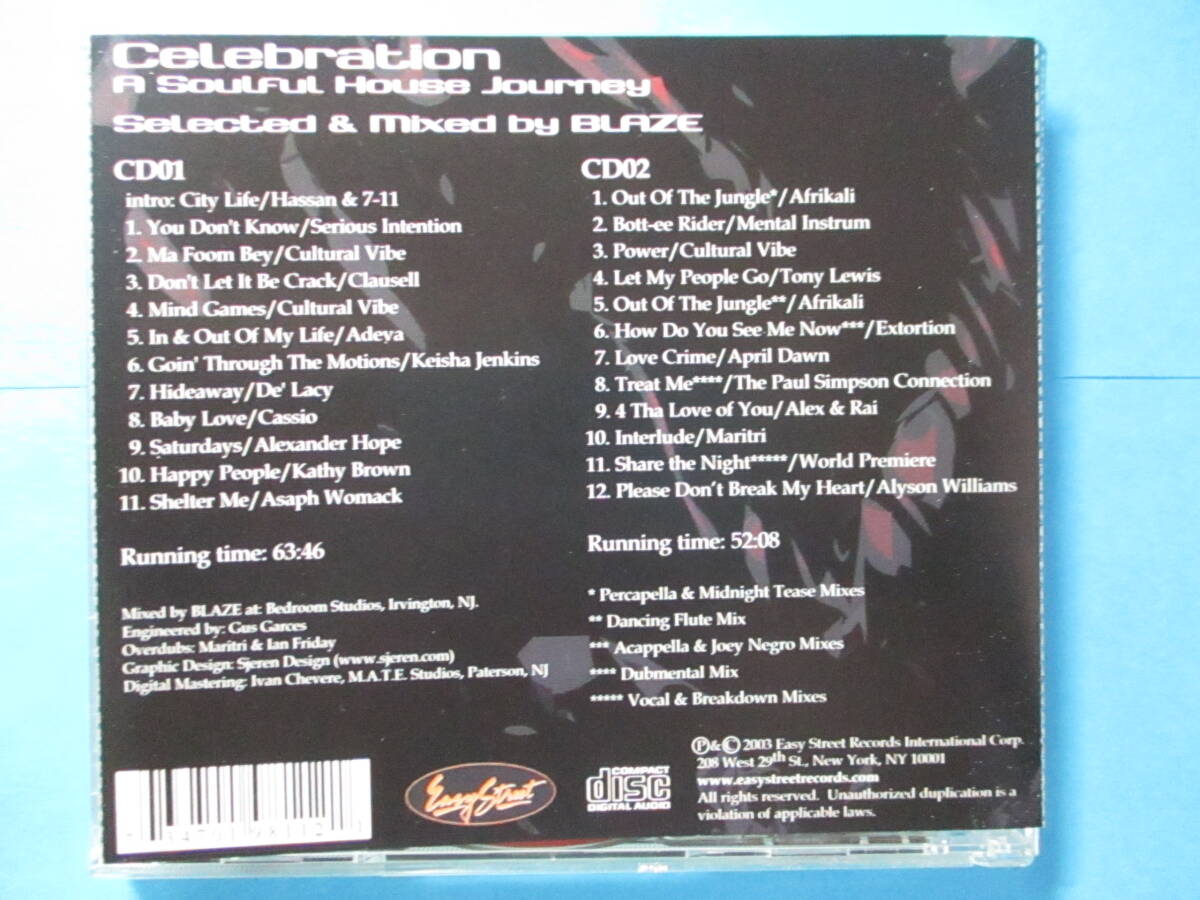 Celebration
A Soulful House Journey
Selected & Mixed by BLAZE
CD01
intro: City Life/Hassan & 7-11
1. You Don't Know/Serious Intention
2. Ma Foom Bey/Cultural Vibe
3. Don't Let It Be Crack/Clausell
4. Mind Games/Cultural Vibe
5. In & Out Of My Life/Adeya
6. Goin' Through The Motions/Keisha Jenkins
7. Hideaway/De' Lacy
8. Baby Love/Cassio
9. Saturdays/Alexander Hope
10. Happy People/Kathy Brown
11. Shelter Me/Asaph Womack
Running time: 63:46
Mixed by BLAZE at: Bedroom Studios, Irvington, NJ.
Engineered by: Gus Garces
Overdubs: Maritri & Ian Friday
Graphic Design: Sjeren Design (www.sjeren.com)
Digital Mastering: Ivan Chevere, M.A.T.E. Studios, Paterson, NJ
CD02
1. Out Of The Jungle*/Afrikali
2. Bott-ee Rider/Mental Instrum
3. Power/Cultural Vibe
4. Let My People Go/Tony Lewis
5. Out Of The Jungle**/Afrikali
6. How Do You See Me Now***/Extortion
7. Love Crime/April Dawn
8. Treat Me****/The Paul Simpson Connection
9. 4 Tha Love of You/Alex & Rai
10. Interlude/Maritri
11. Share the Night*****/World Premiere
12. Please Don't Break My Heart/Alyson Williams
Running time: 52:08
* Percapella & Midnight Tease Mixes
** Dancing Flute Mix
*** Acappella & Joey Negro Mixes
**** Dubmental Mix
***** Vocal & Breakdown Mixes
Easy Street
COMPACT
disc
DIGITAL AUDIO
Ⓟ&© 2003 Easy Street Records International Corp.
208 West 29th St., New York, NY 10001
www.easystreetrecords.com
All rights reserved. Unauthorized duplication is a
violation of applicable laws.